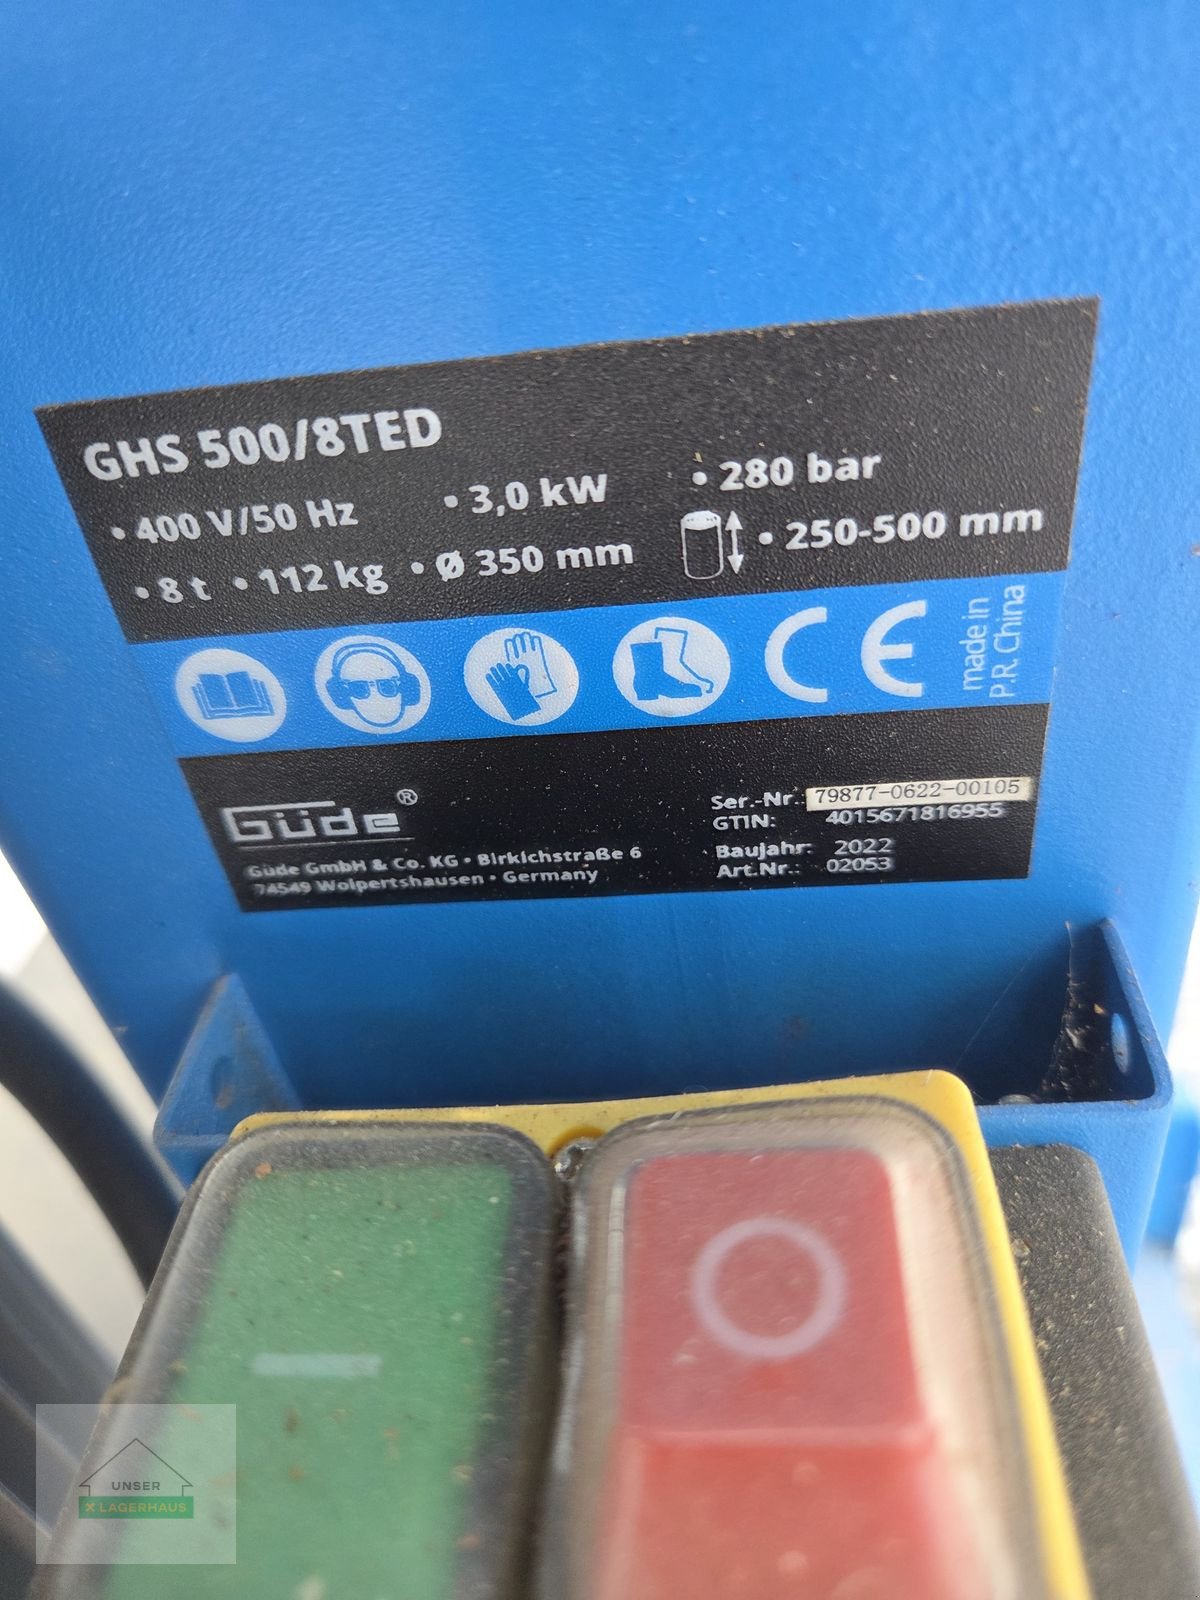 GHS 500/8TED
• 400 V/50 Hz • 3,0 kW • 280 bar
• 8 t • 112 kg • Ø 350 mm • 250-500 mm
CE
made in
P.R. China
Güde®
Güde GmbH & Co. KG • Birkichstraße 6
74549 Wolpertshausen • Germany
Ser.-Nr.: 79877-0622-00105
GTIN: 4015671816955
Baujahr: 2022
Art.Nr.: 02053
UNSER
X LAGERHAUS